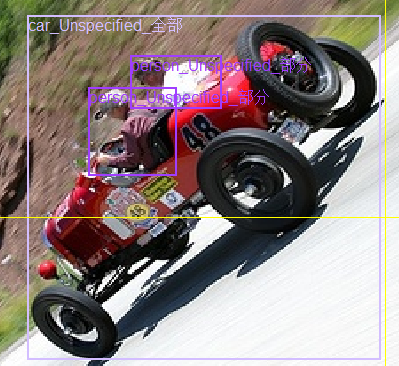 car_Unspecified_全部
person_Unspecified_部分
person_Unspecified_部分
48